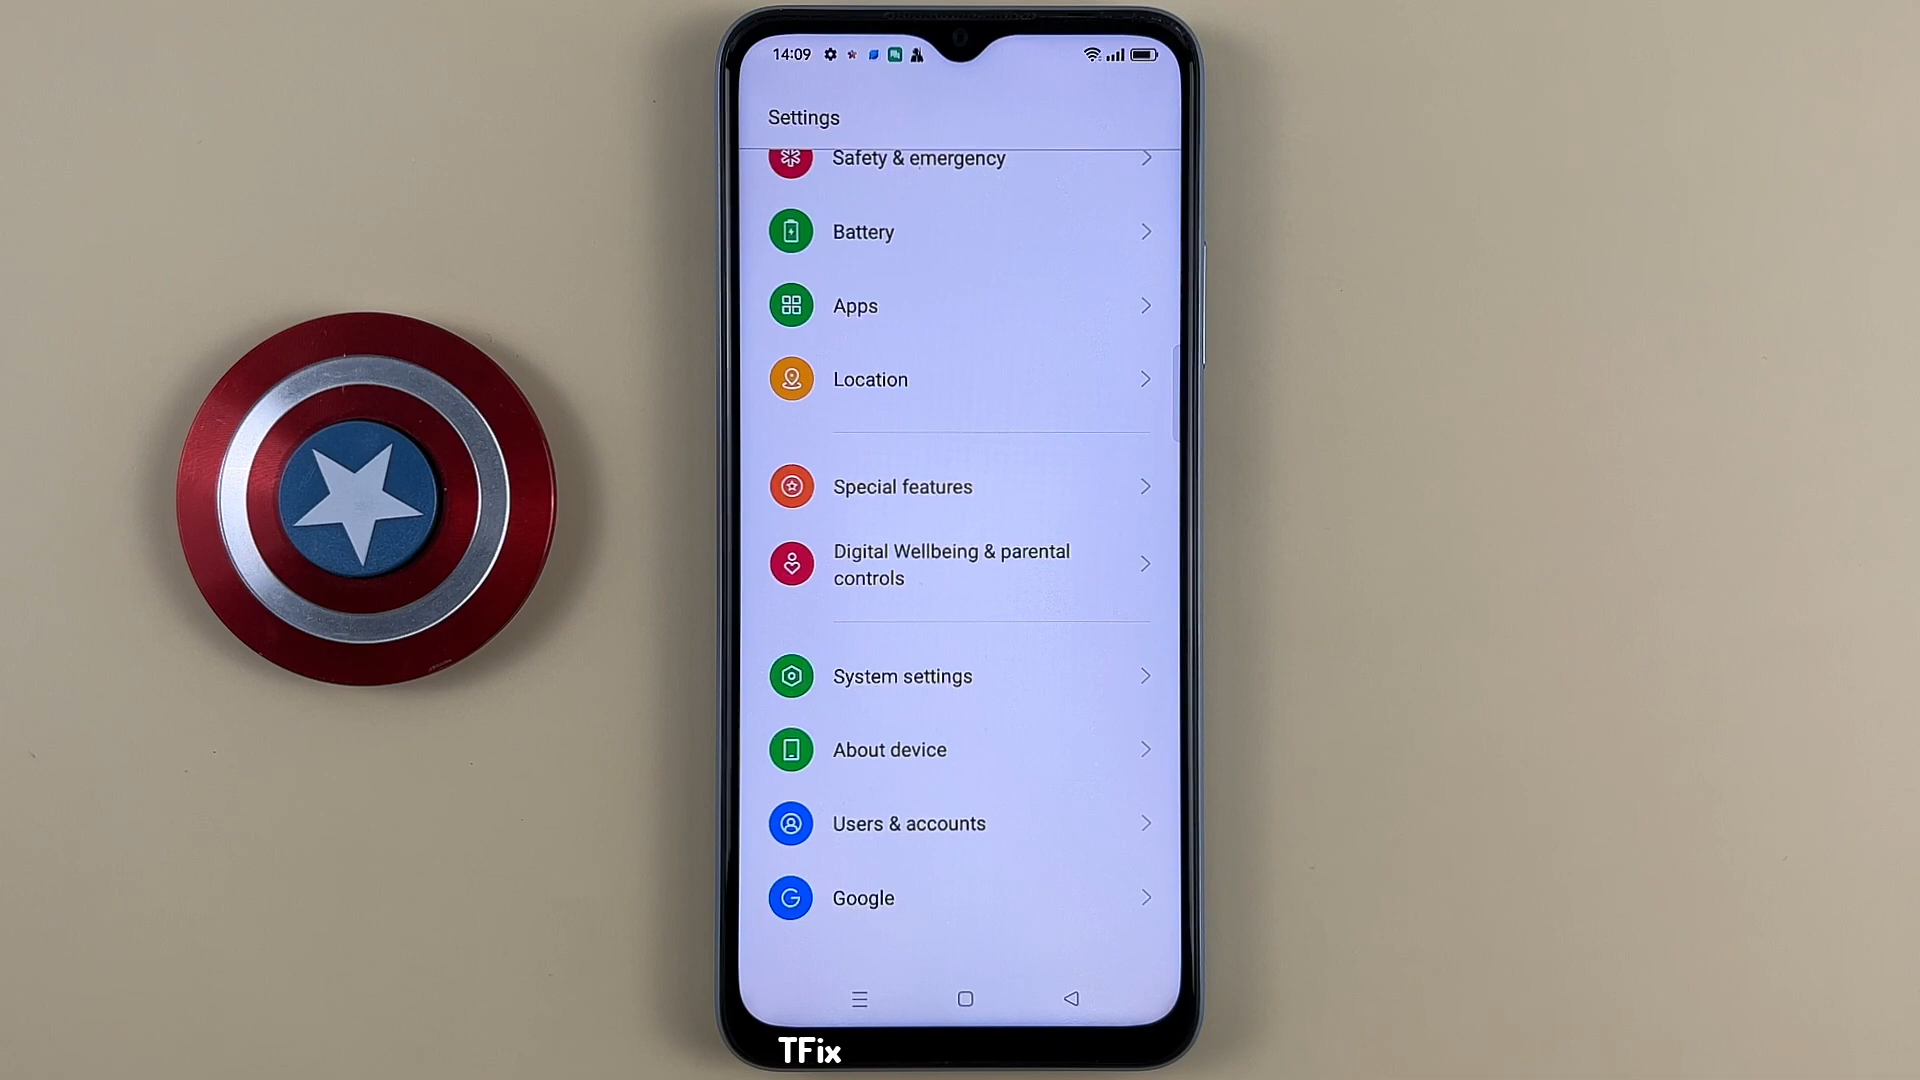 14:09
Settings
Safety & emergency
Battery
Apps
Location
Special features
Digital Wellbeing & parental
controls
System settings
About device
Users & accounts
Google
TFix